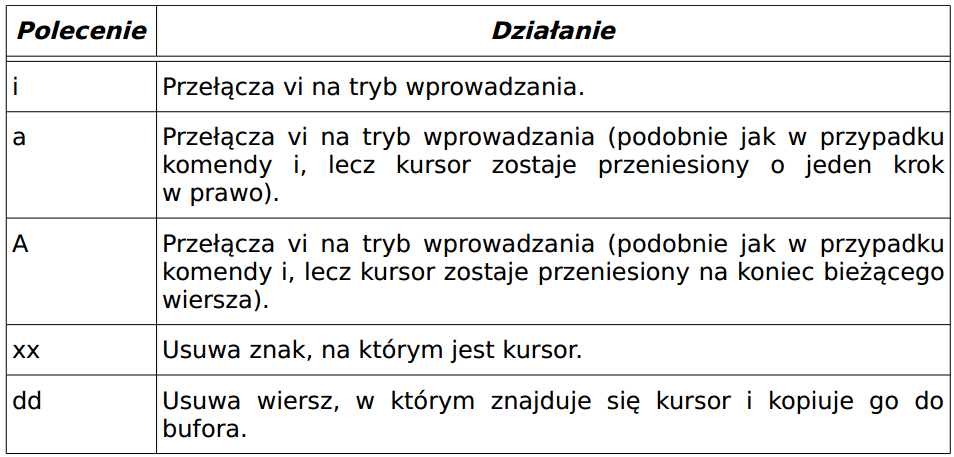 Polecenie Działanie
i Przełącza vi na tryb wprowadzania.
a Przełącza vi na tryb wprowadzania (podobnie jak w przypadku
komendy i, lecz kursor zostaje przeniesiony o jeden krok
w prawo).
A Przełącza vi na tryb wprowadzania (podobnie jak w przypadku
komendy i, lecz kursor zostaje przeniesiony na koniec bieżącego
wiersza).
xx Usuwa znak, na którym jest kursor.
dd Usuwa wiersz, w którym znajduje się kursor i kopiuje go do
bufora.